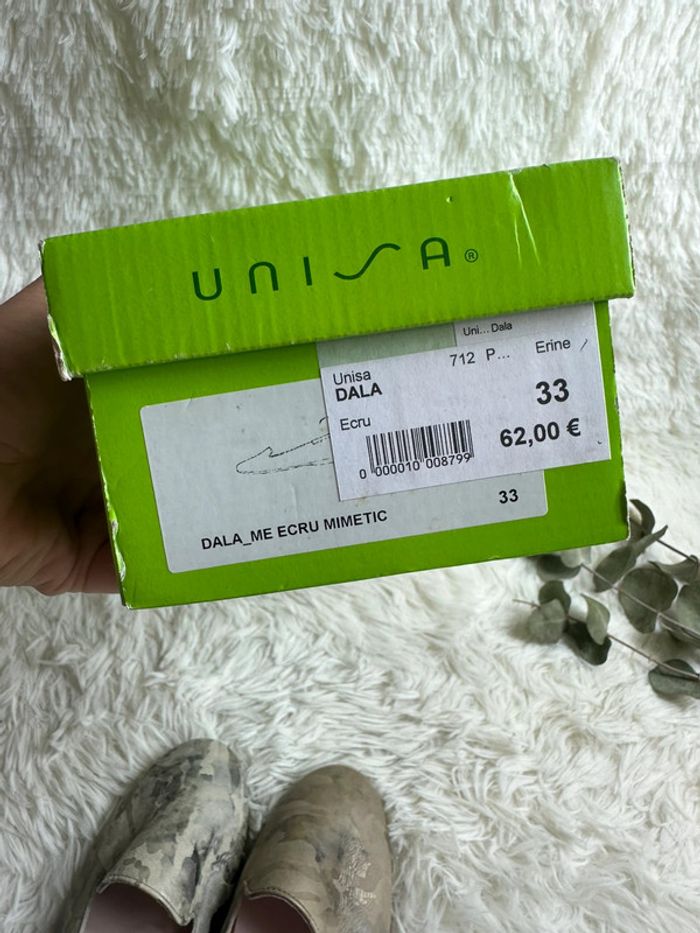 UNISA®
Uni... Dala
712 P... Erine
Unisa
DALA
33
Ecru
62,00 €
0 000010 008799
33
DALA_ME ECRU MIMETIC